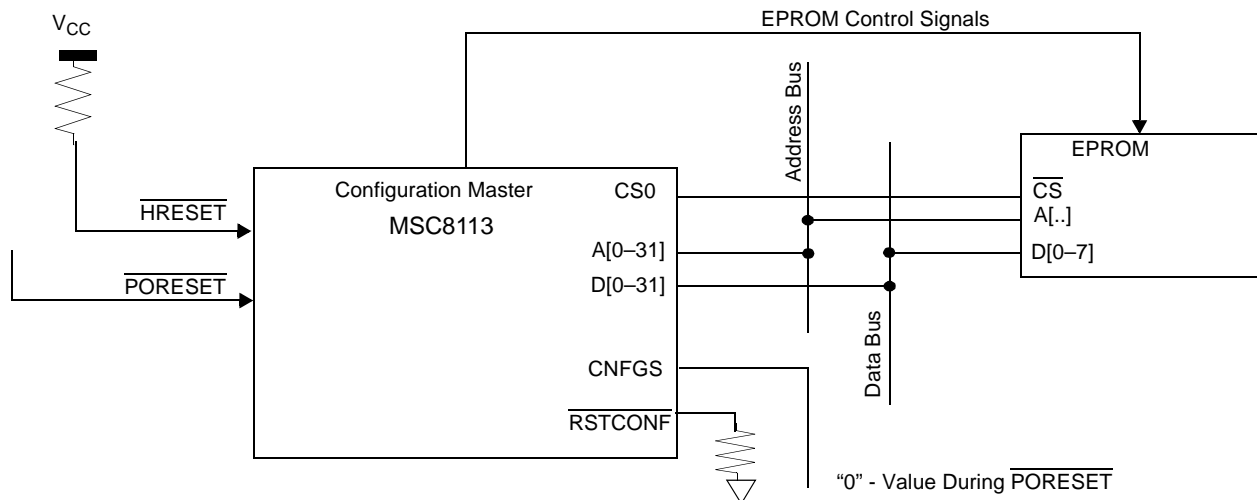 EPROM Control Signals
VCC
Address Bus
EPROM
Configuration Master
MSC8113
CS0
CS
HRESET
A[..]
A[0–31]
D[0–7]
PORESET
D[0–31]
Data Bus
CNFGS
RSTCONF
“0” - Value During PORESET